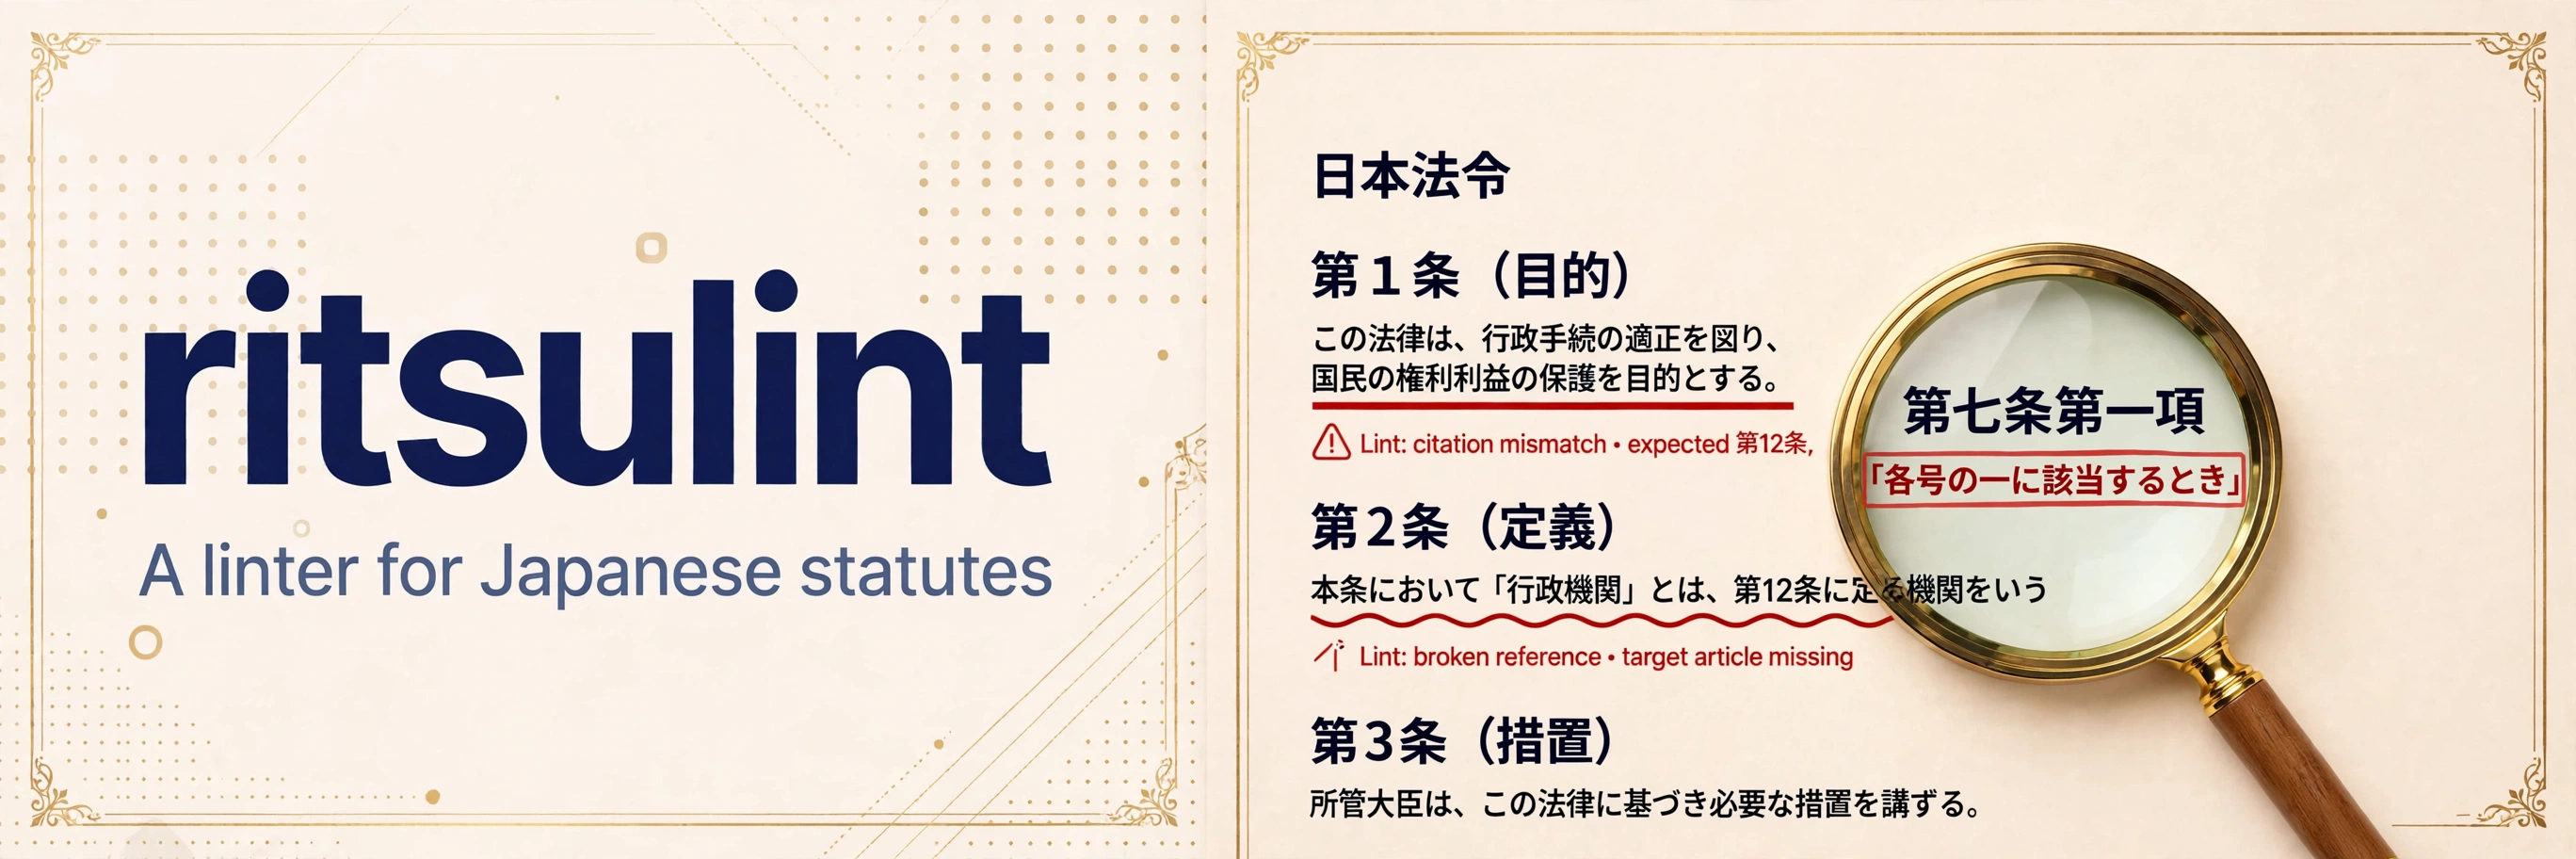 ritsulint
A linter for Japanese statutes
日本法令
第1条（目的）
この法律は、行政手続の適正を図り、
国民の権利利益の保護を目的とする。
Lint: citation mismatch • expected 第12条,
第2条（定義）
本条において「行政機関」とは、第12条に定める機関をいう
Lint: broken reference • target article missing
第3条（措置）
所管大臣は、この法律に基づき必要な措置を講ずる。
第七条第一項
「各号の一に該当するとき」